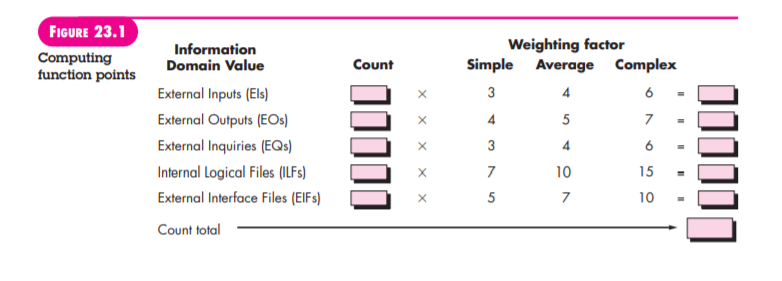 FIGURE 23.1
Computing
function points
Information
Domain Value
Count
Weighting factor
Simple Average Complex
External Inputs (EIs) × 3 4 6 =
External Outputs (EOs) × 4 5 7 =
External Inquiries (EQs) × 3 4 6 =
Internal Logical Files (ILFs) × 7 10 15 =
External Interface Files (EIFs) × 5 7 10 =
Count total